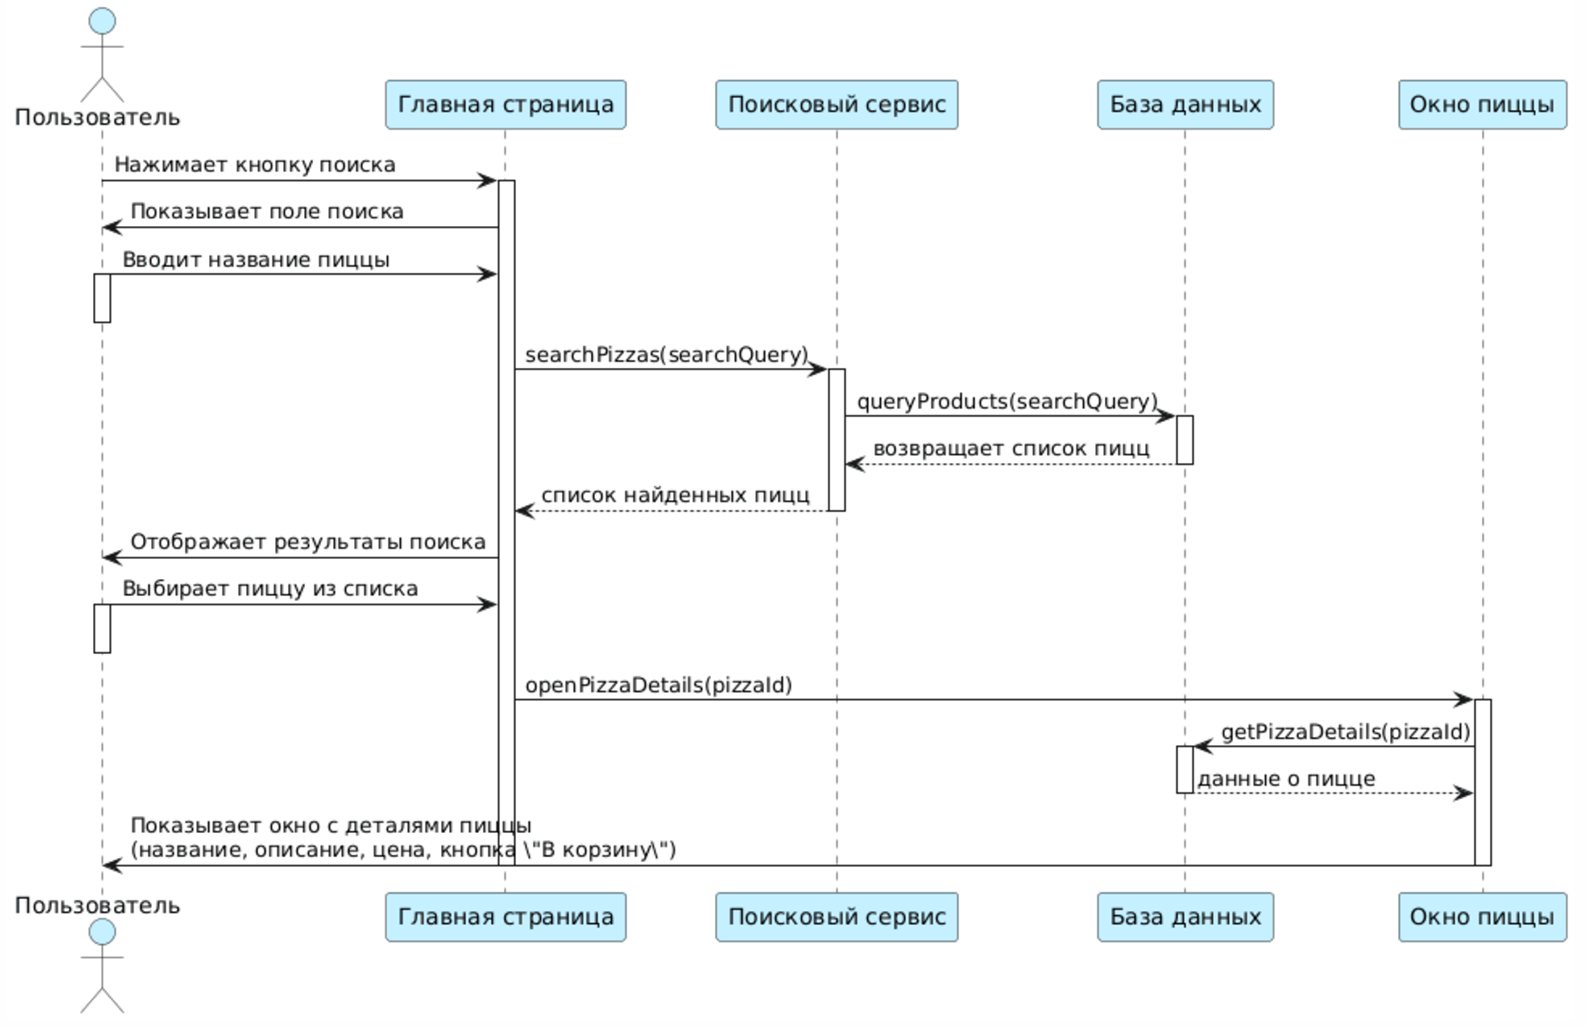 Пользователь
Главная страница
Поисковый сервис
База данных
Окно пиццы
Нажимает кнопку поиска
Показывает поле поиска
Вводит название пиццы
searchPizzas(searchQuery)
queryProducts(searchQuery)
возвращает список пицц
список найденных пицц
Отображает результаты поиска
Выбирает пиццу из списка
openPizzaDetails(pizzaId)
getPizzaDetails(pizzaId)
данные о пицце
Показывает окно с деталями пиццы
(название, описание, цена, кнопка \"В корзину\")
Пользователь
Главная страница
Поисковый сервис
База данных
Окно пиццы